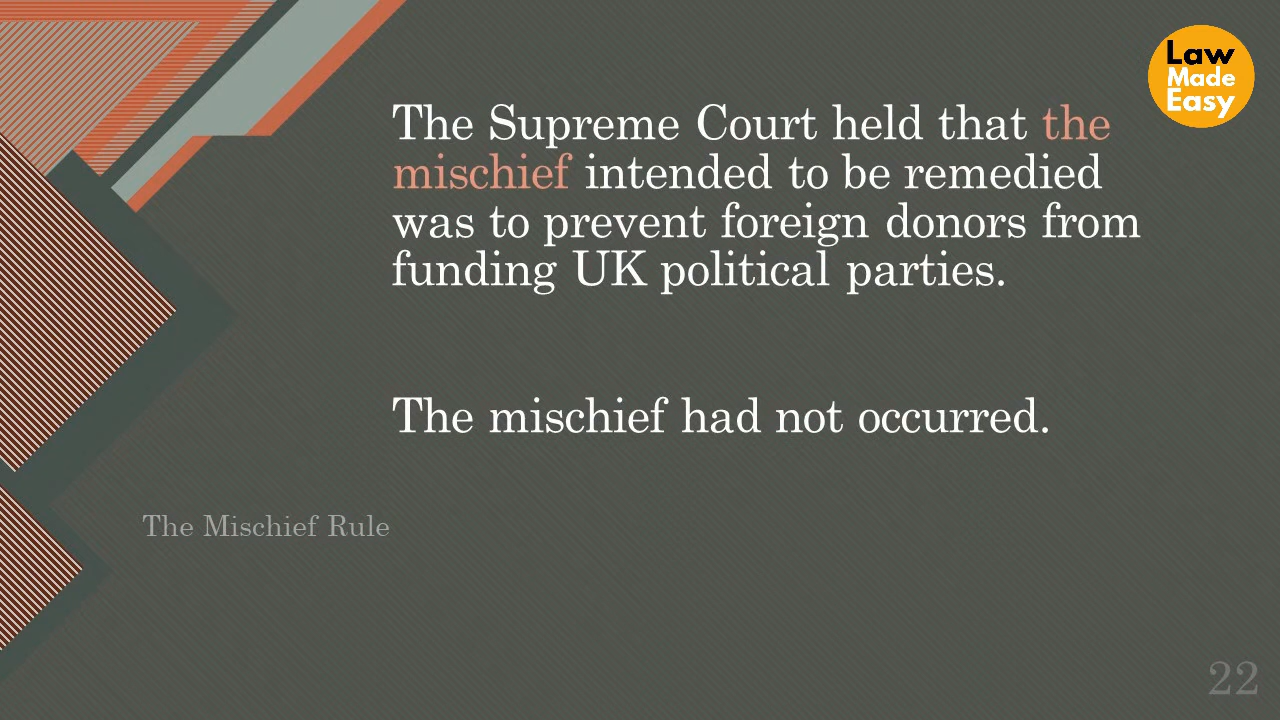 Law
Made
Easy
The Supreme Court held that the
mischief intended to be remedied
was to prevent foreign donors from
funding UK political parties.
The mischief had not occurred.
The Mischief Rule
22